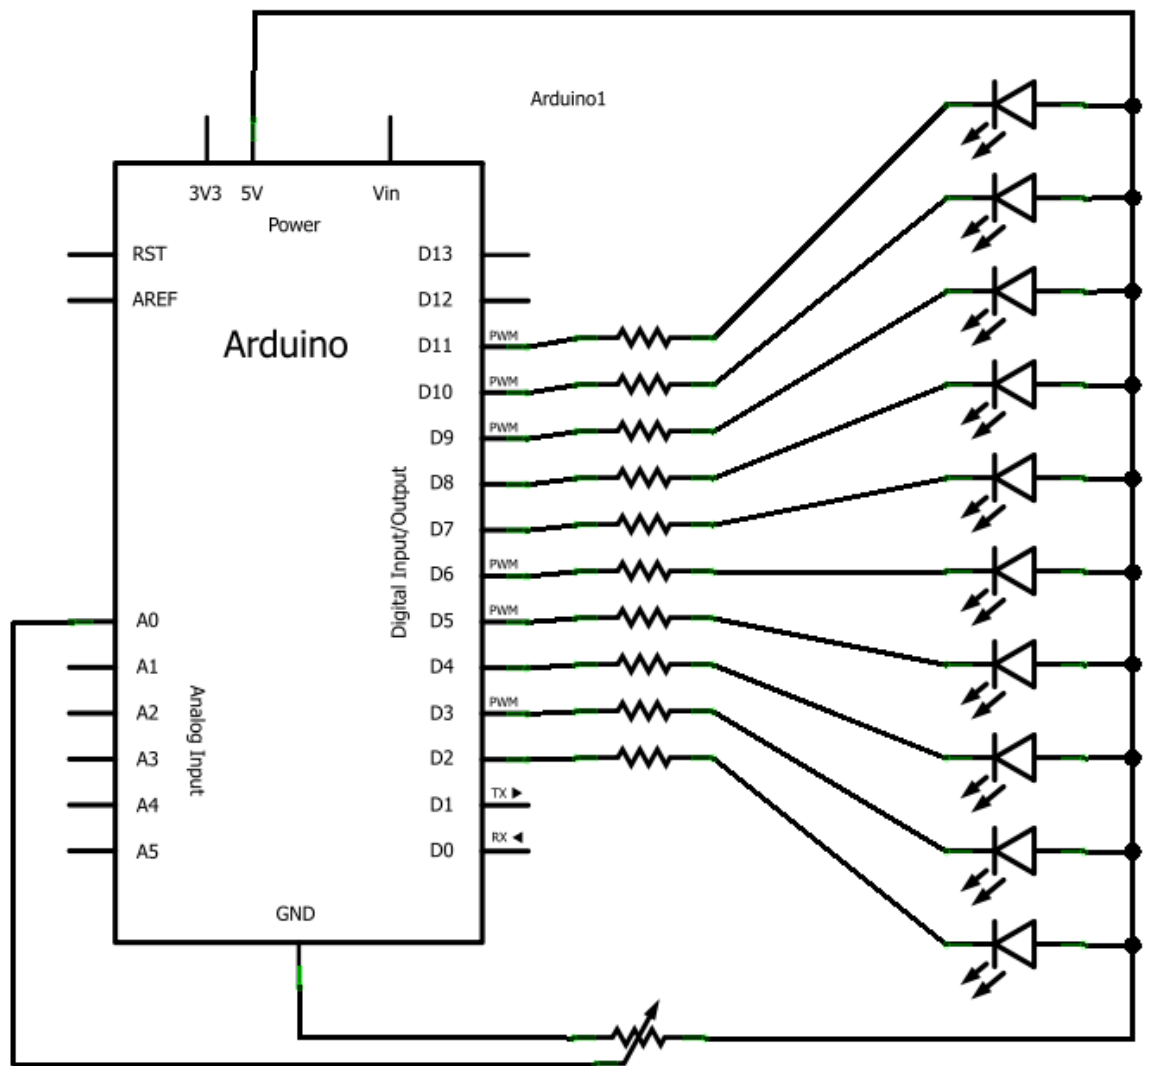 Arduino1
3V3 5V Vin
Power
RST
AREF
Arduino
D13
D12
D11 PWM
D10 PWM
D9 PWM
D8
D7
D6 PWM
D5 PWM
D4
D3 PWM
D2
D1 TX ►
D0 RX ◄
Digital Input/Output
A0
A1
A2
A3
A4
A5
Analog Input
GND